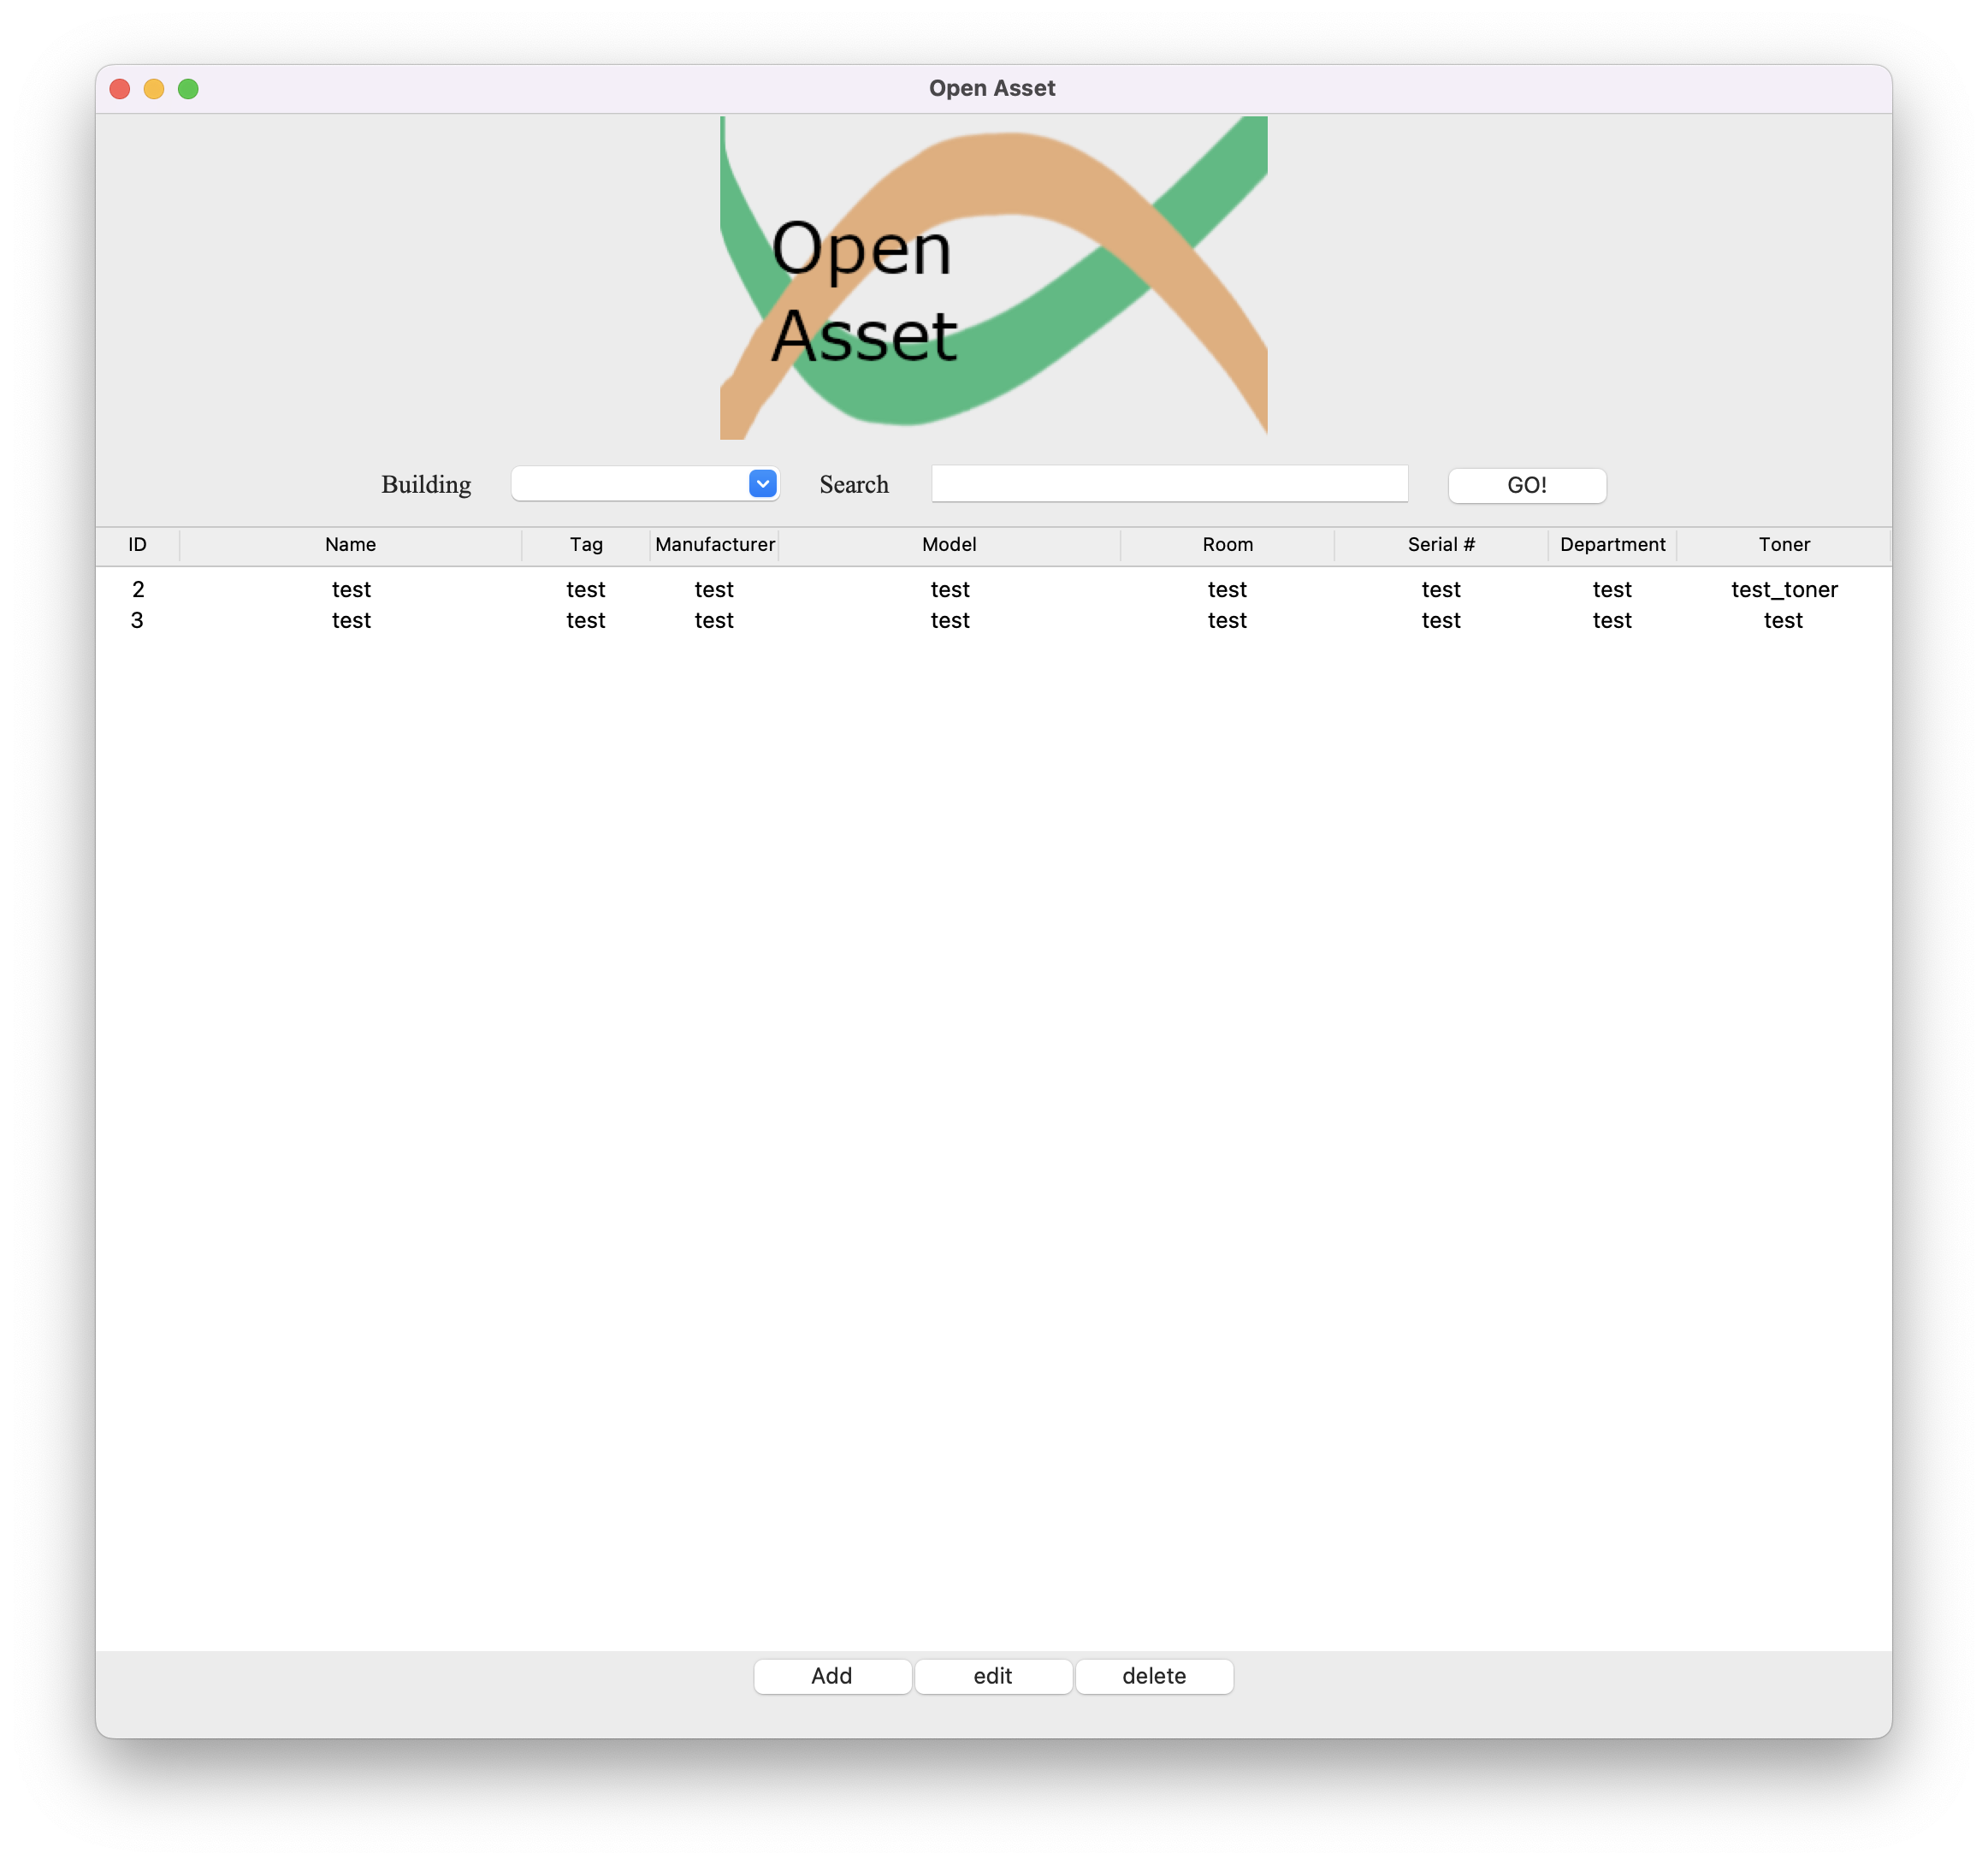 Open Asset
Open
Asset
Building Search GO!
ID Name Tag Manufacturer Model Room Serial # Department Toner
2 test test test test test test test test_toner
3 test test test test test test test test
Add edit delete